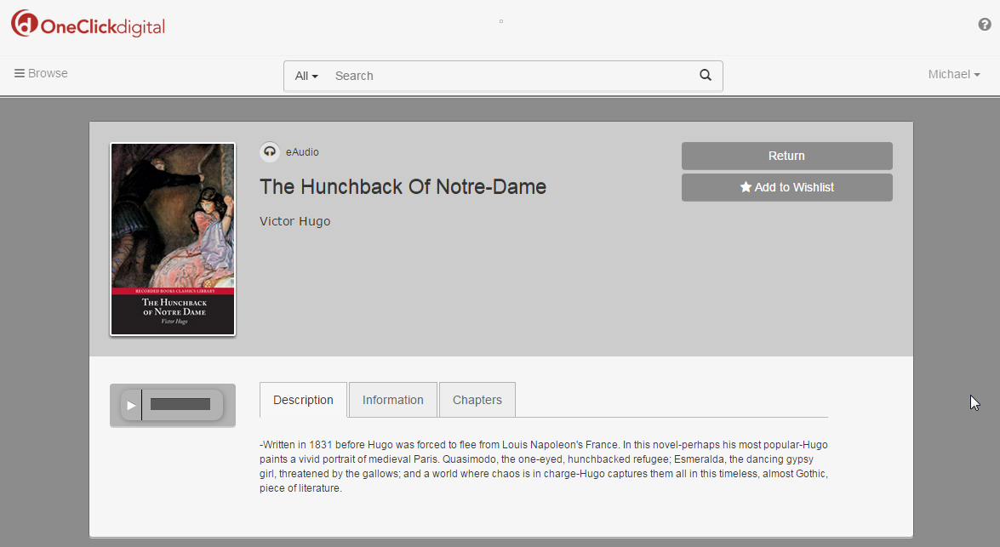 OneClickdigital
Browse
All Search
Michael
eAudio
The Hunchback Of Notre-Dame
Victor Hugo
Return
Add to Wishlist
RECORDED BOOKS CLASSICS LIBRARY
THE HUNCHBACK
OF NOTRE DAME
Victor Hugo
Description Information Chapters
-Written in 1831 before Hugo was forced to flee from Louis Napoleon's France. In this novel-perhaps his most popular-Hugo
paints a vivid portrait of medieval Paris. Quasimodo, the one-eyed, hunchbacked refugee; Esmeralda, the dancing gypsy
girl, threatened by the gallows; and a world where chaos is in charge-Hugo captures them all in this timeless, almost Gothic,
piece of literature.